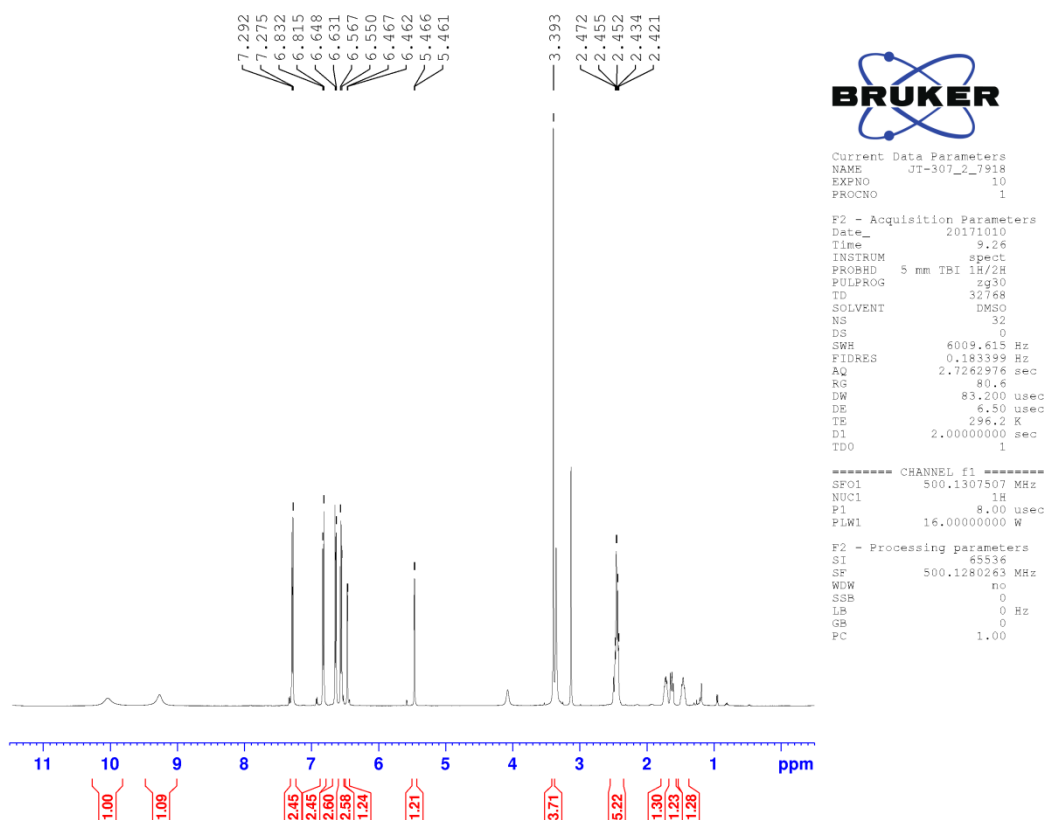 7.292
7.275
6.832
6.815
6.648
6.631
6.567
6.550
6.467
6.462
5.466
5.461
3.393
2.472
2.455
2.452
2.434
2.421
BRUKER
Current Data Parameters
NAME JT-307_2_7918
EXPNO 10
PROCNO 1
F2 - Acquisition Parameters
Date_ 20171010
Time 9.26
INSTRUM spect
PROBHD 5 mm TBI 1H/2H
PULPROG zg30
TD 32768
SOLVENT DMSO
NS 32
DS 0
SWH 6009.615 Hz
FIDRES 0.183399 Hz
AQ 2.7262976 sec
RG 80.6
DW 83.200 usec
DE 6.50 usec
TE 296.2 K
D1 2.00000000 sec
TD0 1
======== CHANNEL f1 ========
SFO1 500.1307507 MHz
NUC1 1H
P1 8.00 usec
PLW1 16.00000000 W
F2 - Processing parameters
SI 65536
SF 500.1280263 MHz
WDW no
SSB 0
LB 0 Hz
GB 0
PC 1.00
11 10 9 8 7 6 5 4 3 2 1 ppm
1.00
1.09
2.45
2.45
2.60
2.58
1.24
1.21
3.71
5.22
1.30
1.23
1.28